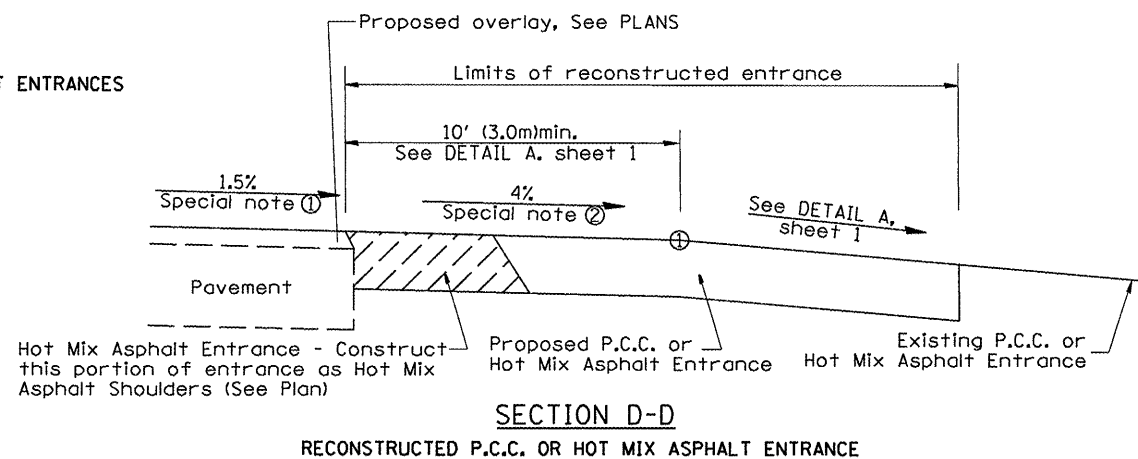 Proposed overlay, See PLANS
ENTRANCES
Limits of reconstructed entrance
10' (3.0m)min.
See DETAIL A. sheet 1
1.5%
Special note ①
4%
Special note ②
See DETAIL A.
sheet 1
①
Pavement
Hot Mix Asphalt Entrance - Construct
this portion of entrance as Hot Mix
Asphalt Shoulders (See Plan)
Proposed P.C.C. or
Hot Mix Asphalt Entrance
Existing P.C.C. or
Hot Mix Asphalt Entrance
SECTION D-D
RECONSTRUCTED P.C.C. OR HOT MIX ASPHALT ENTRANCE